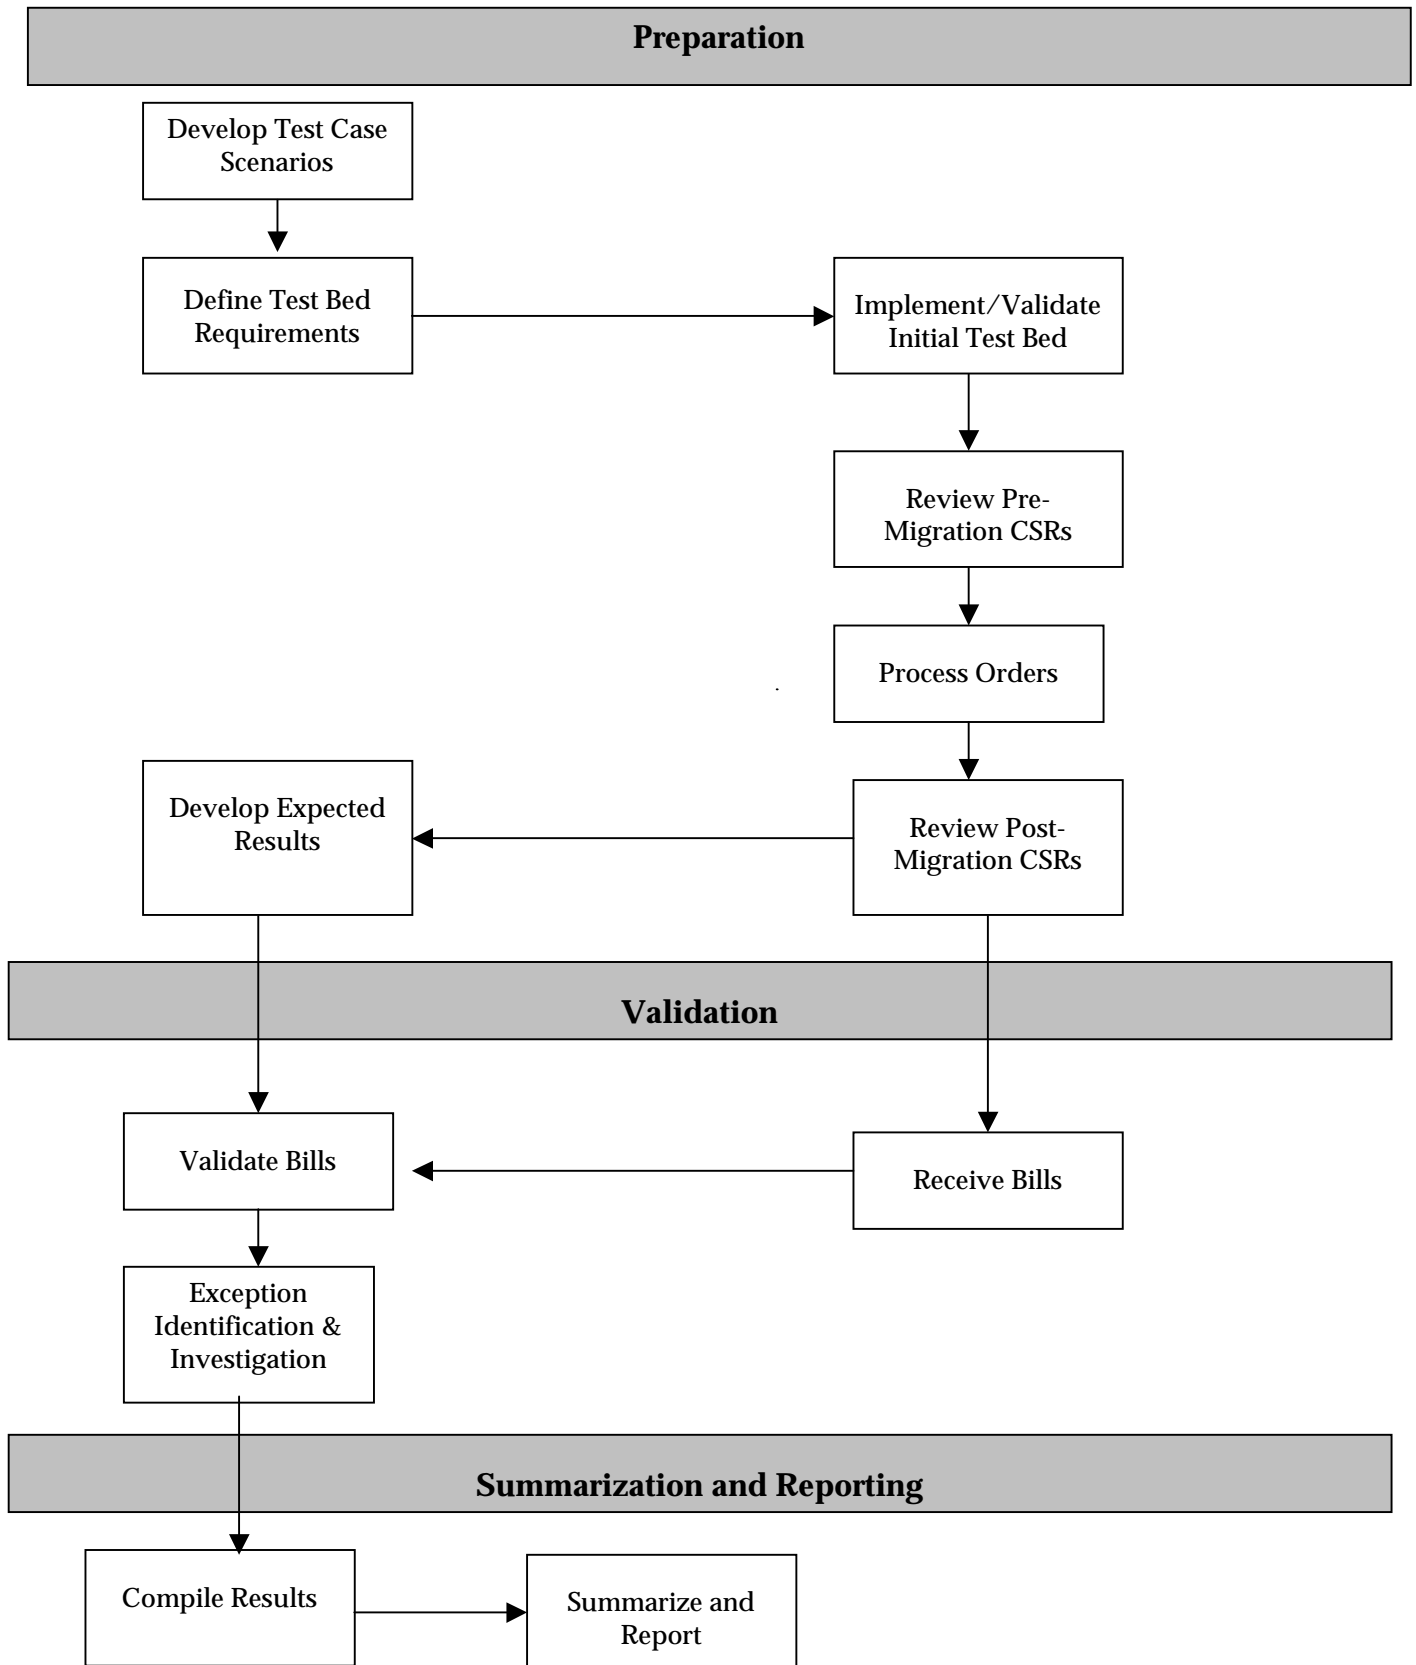 Preparation
Develop Test Case
Scenarios
Define Test Bed
Requirements
Implement/Validate
Initial Test Bed
Review Pre-
Migration CSRs
Process Orders
Develop Expected
Results
Review Post-
Migration CSRs
Validation
Validate Bills
Receive Bills
Exception
Identification &
Investigation
Summarization and Reporting
Compile Results
Summarize and
Report